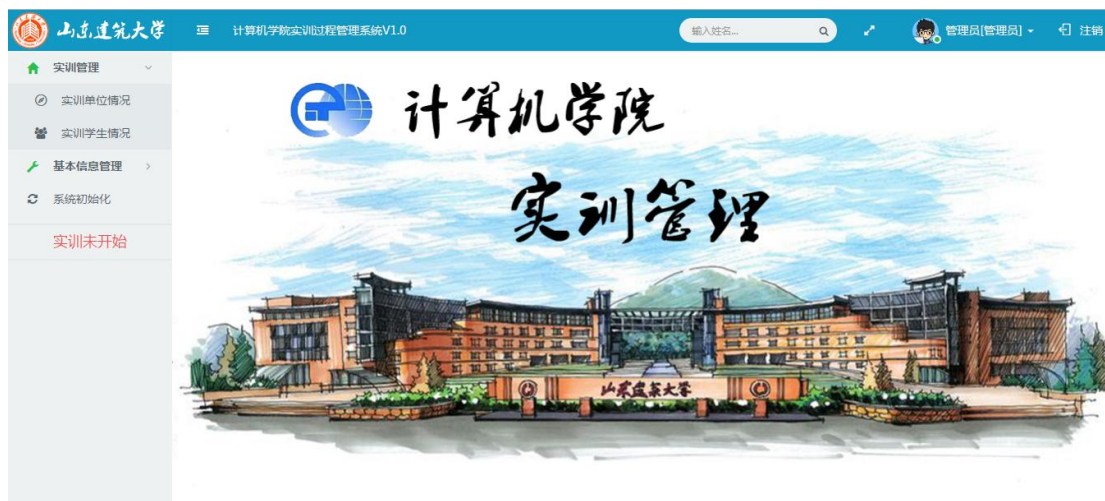 山东建筑大学
计算机学院实训过程管理系统V1.0
输入姓名...
管理员[管理员]
注销
实训管理
实训单位情况
实训学生情况
基本信息管理
系统初始化
实训未开始
计算机学院
实训管理
山东建筑大学